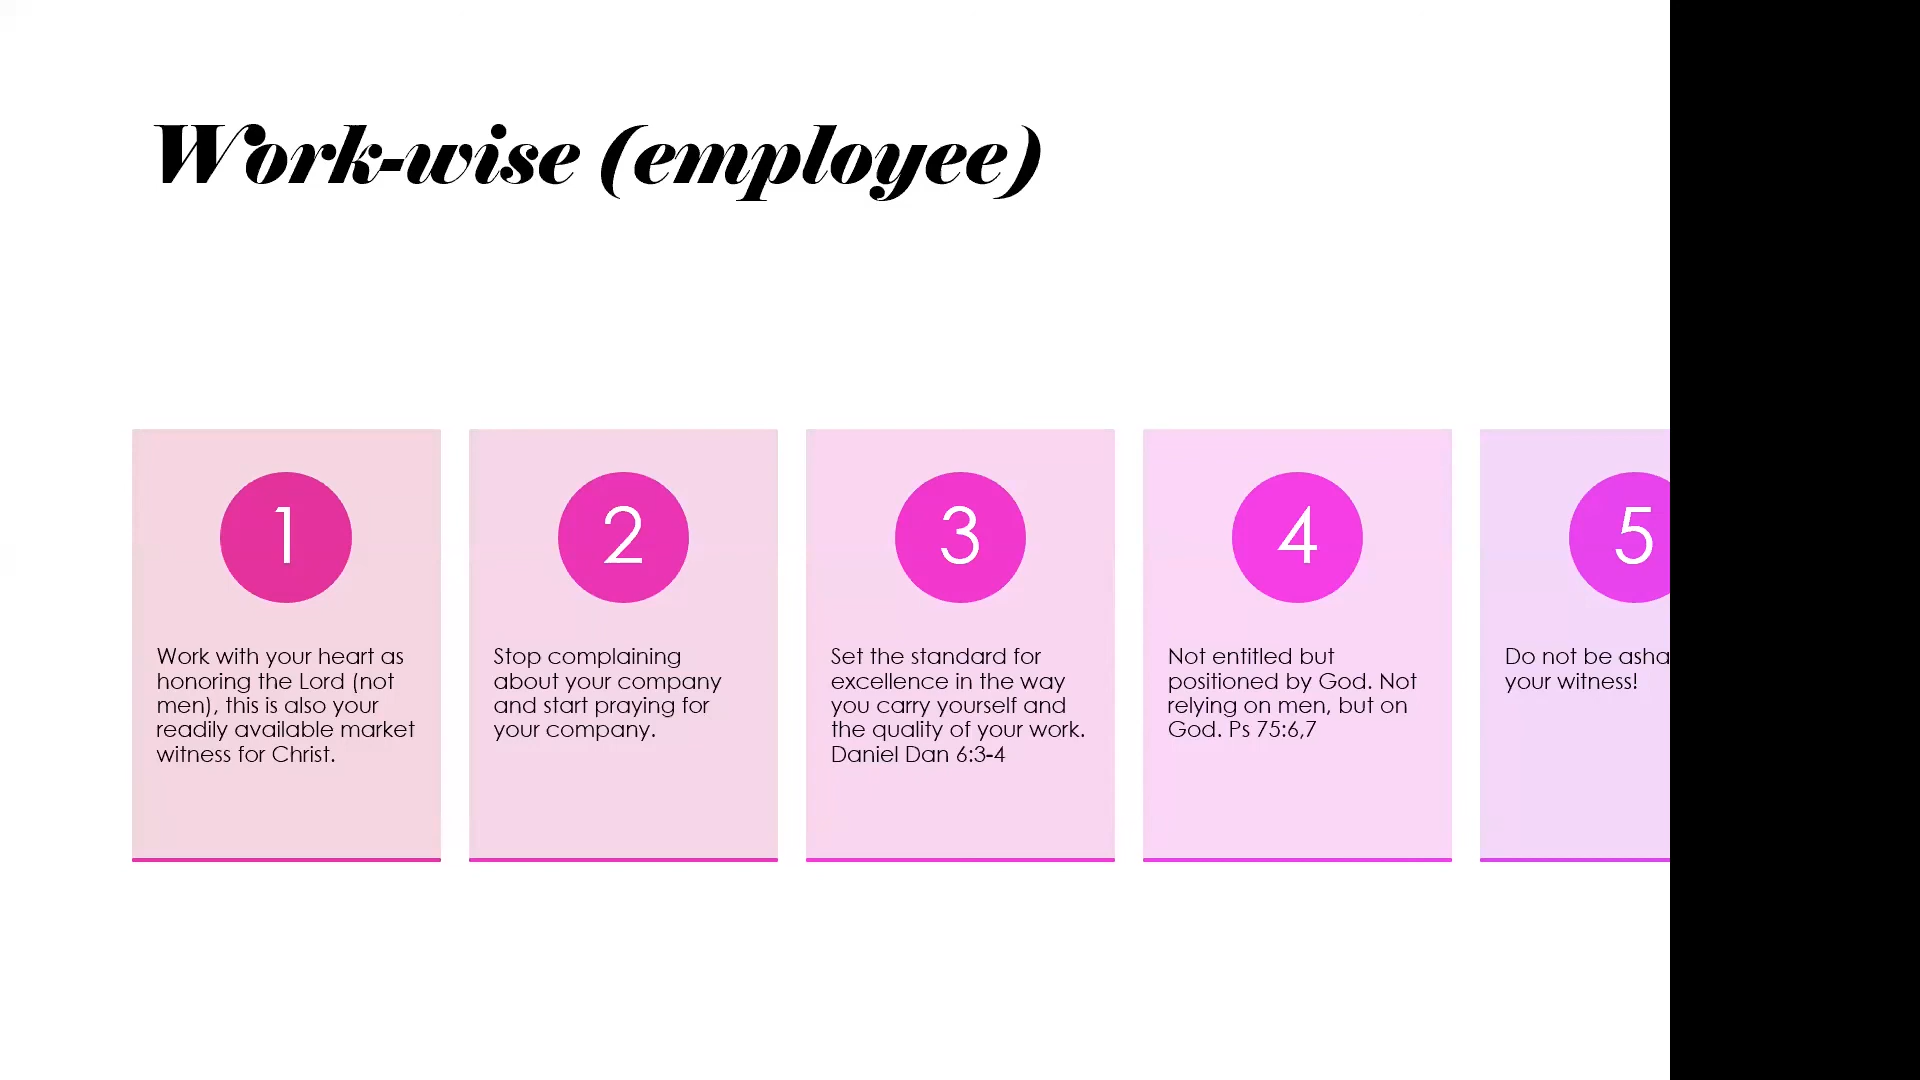 Work-wise (employee)
1
Work with your heart as
honoring the Lord (not
men), this is also your
readily available market
witness for Christ.
2
Stop complaining
about your company
and start praying for
your company.
3
Set the standard for
excellence in the way
you carry yourself and
the quality of your work.
Daniel Dan 6:3-4
4
Not entitled but
positioned by God. Not
relying on men, but on
God. Ps 75:6,7
5
Do not be
your witness!